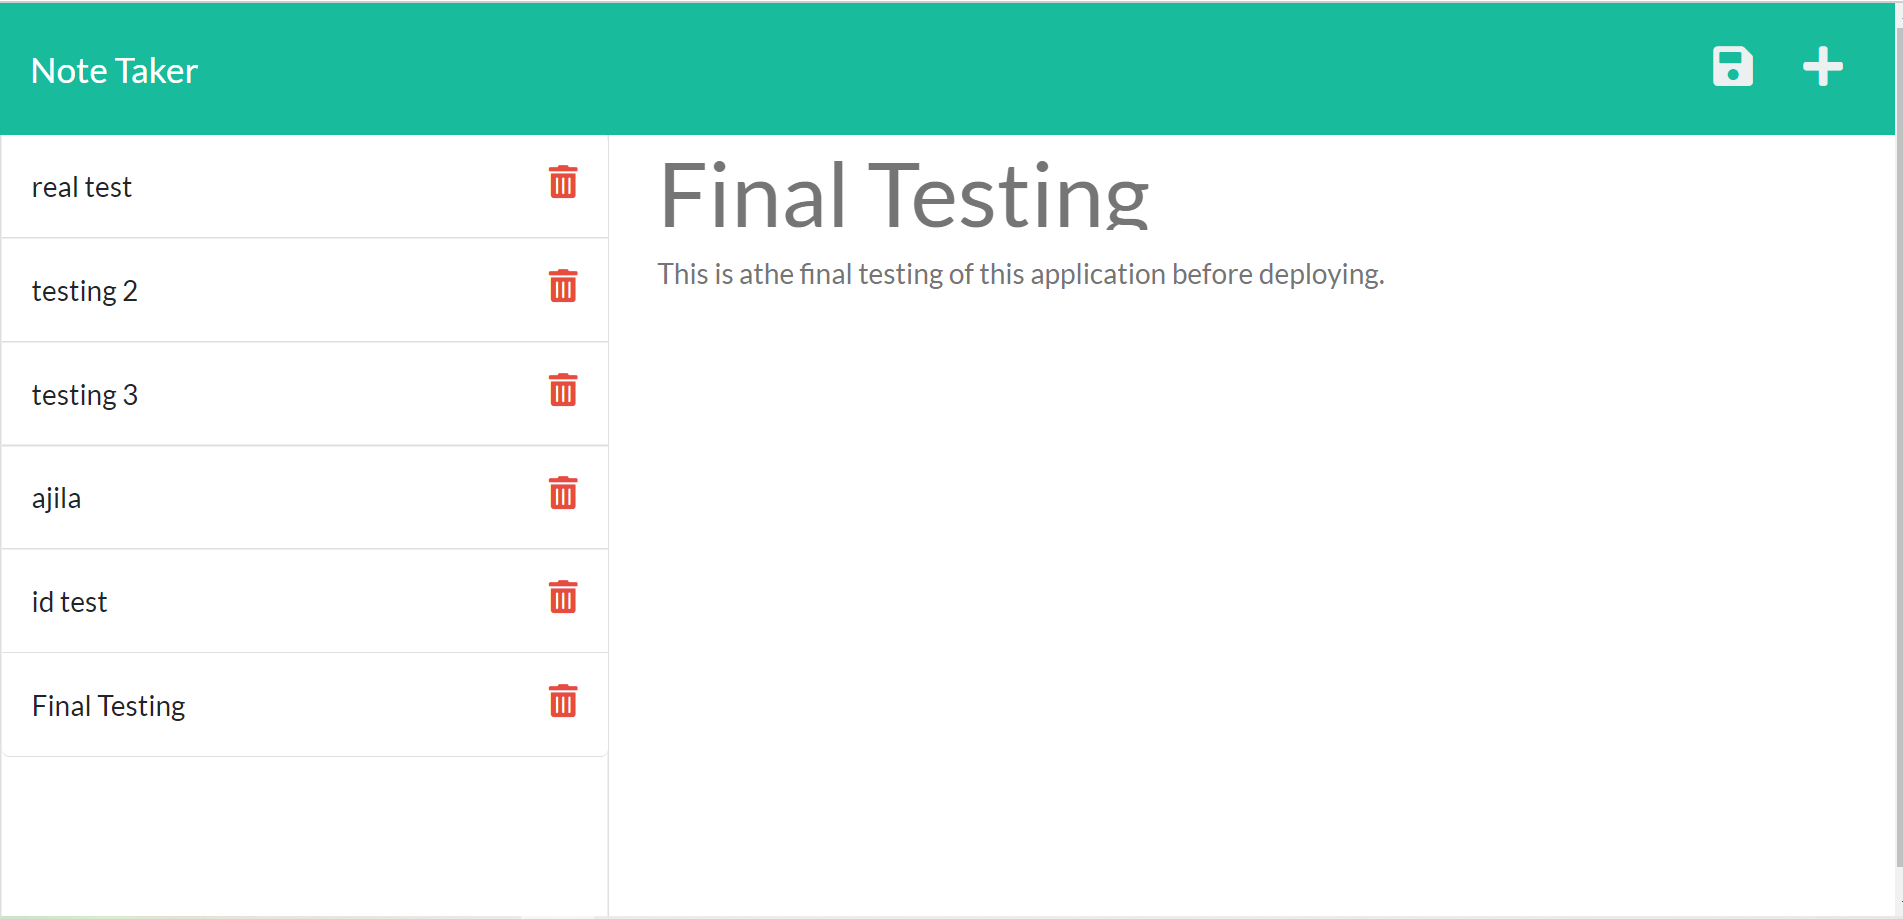 Note Taker
real test
testing 2
testing 3
ajila
id test
Final Testing
Final Testing
This is athe final testing of this application before deploying.